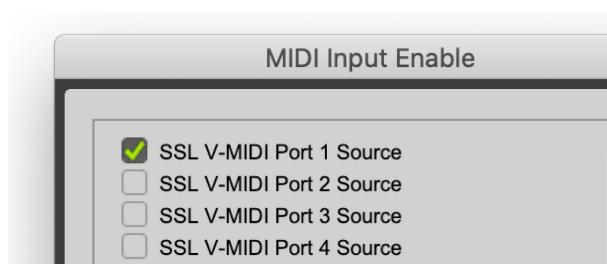 MIDI Input Enable
SSL V-MIDI Port 1 Source
SSL V-MIDI Port 2 Source
SSL V-MIDI Port 3 Source
SSL V-MIDI Port 4 Source